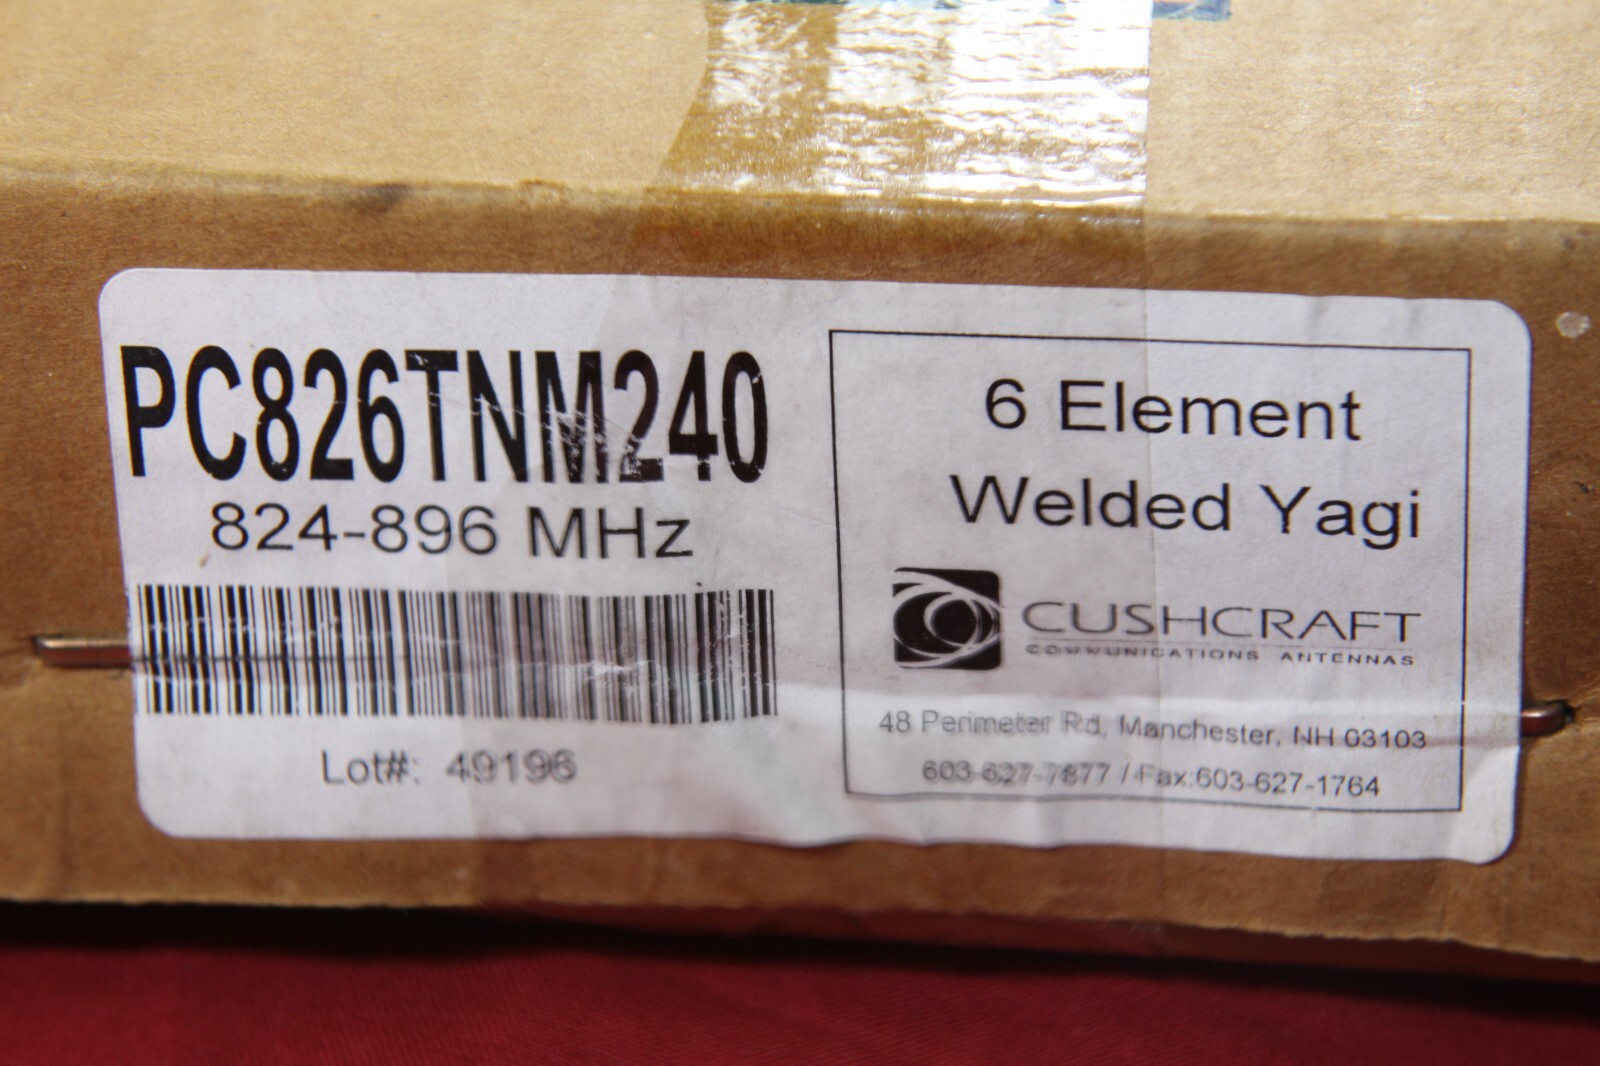 PC826TNM240
824-896 MHz
Lot#: 49196
6 Element
Welded Yagi
CUSHCRAFT
COMMUNICATIONS ANTENNAS
48 Perimeter Rd, Manchester, NH 03103
603-627-7877 / Fax:603-627-1764